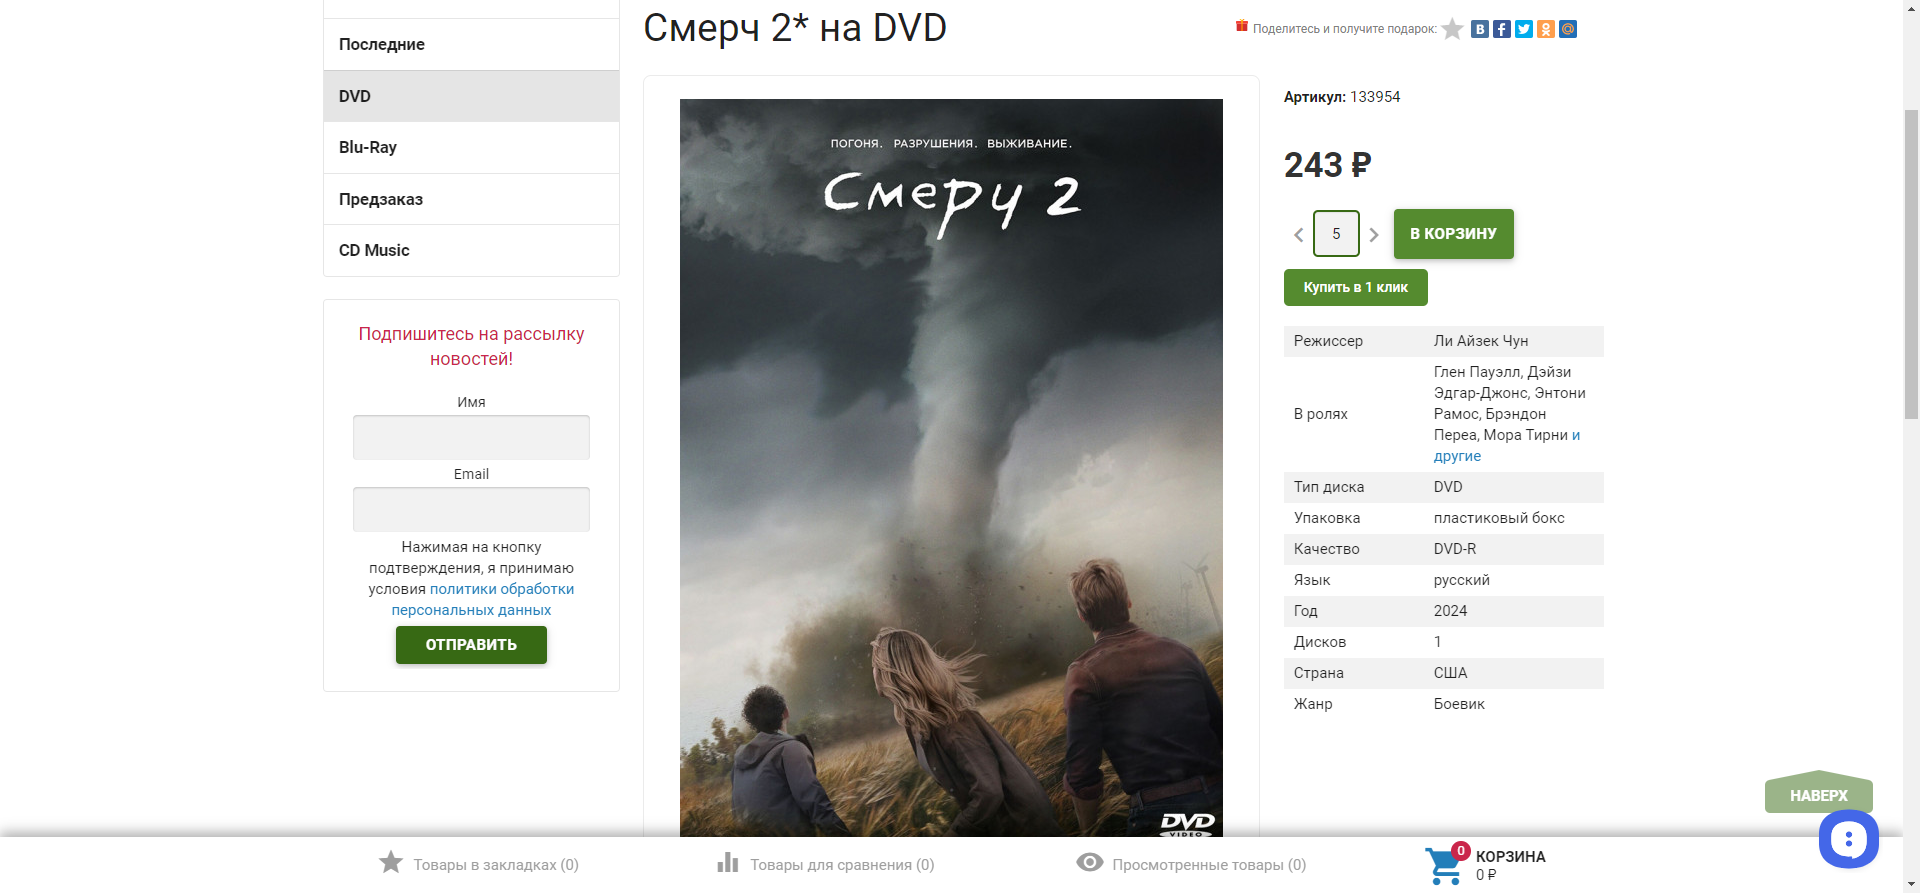 Смерч 2* на DVD
Поделитесь и получите подарок:
Последние
DVD
Blu-Ray
Предзаказ
CD Music
Подпишитесь на рассылку
новостей!
Имя
Email
Нажимая на кнопку
подтверждения, я принимаю
условия политики обработки
персональных данных
ОТПРАВИТЬ
ПОГОНЯ. РАЗРУШЕНИЯ. ВЫЖИВАНИЕ.
Смерч 2
DVD
VIDEO
Артикул: 133954
243 ₽
5
В КОРЗИНУ
Купить в 1 клик
Режиссер Ли Айзек Чун
В ролях Глен Пауэлл, Дэйзи
Эдгар-Джонс, Энтони
Рамос, Брэндон
Переа, Мора Тирни и
другие
Тип диска DVD
Упаковка пластиковый бокс
Качество DVD-R
Язык русский
Год 2024
Дисков 1
Страна США
Жанр Боевик
НАВЕРХ
Товары в закладках (0)
Товары для сравнения (0)
Просмотренные товары (0)
0
КОРЗИНА
0 ₽